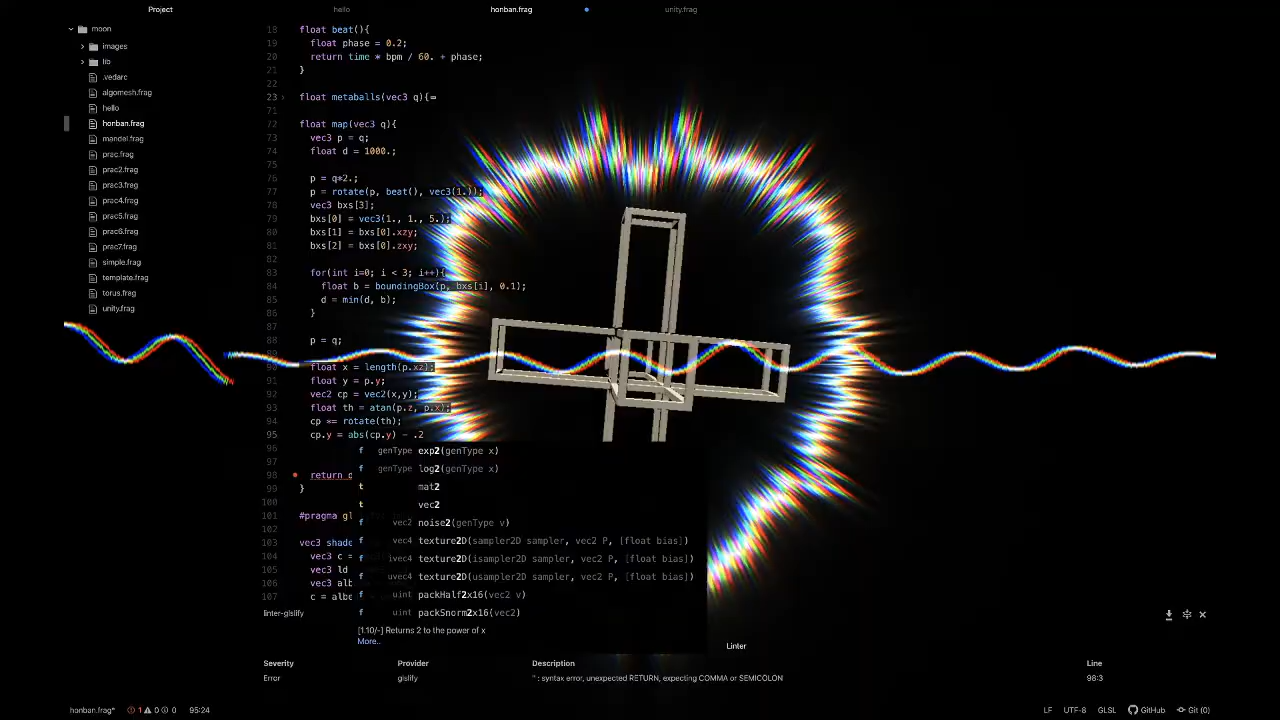 Project
hello
honban.frag
unity.frag
moon
images
lib
.vedarc
algomesh.frag
hello
honban.frag
mandel.frag
prac.frag
prac2.frag
prac3.frag
prac4.frag
prac5.frag
prac6.frag
prac7.frag
simple.frag
template.frag
torus.frag
unity.frag
18 float beat(){
19 float phase = 0.2;
20 return time * bpm / 60. + phase;
21 }
22
23 float metaballs(vec3 q){
71
72 float map(vec3 q){
73 vec3 p = q;
74 float d = 1000.;
75
76 p = q*2.;
77 p = rotate(p, beat(), vec3(1.));
78 vec3 bxs[3];
79 bxs[0] = vec3(1., 1., 5.);
80 bxs[1] = bxs[0].xzy;
81 bxs[2] = bxs[0].zxy;
82
83 for(int i=0; i < 3; i++){
84 float b = boundingBox(p, bxs[i], 0.1);
85 d = min(d, b);
86 }
87
88 p = q;
90 float x = length(p.xz);
91 float y = p.y;
92 vec2 cp = vec2(x,y);
93 float th = atan(p.z, p.x);
94 cp *= rotate(th);
95 cp.y = abs(cp.y) - .2
96
97
98 return
99 }
100
101 #pragma
102
103 vec3 shade
104 vec3 c =
105 vec3 ld
106 vec3 alb
107 c = albe
f genType exp2(genType x)
f genType log2(genType x)
t mat2
t vec2
f vec2 noise2(genType v)
f vec4 texture2D(sampler2D sampler, vec2 P, [float bias])
f ivec4 texture2D(isampler2D sampler, vec2 P, [float bias])
f uvec4 texture2D(usampler2D sampler, vec2 P, [float bias])
f uint packHalf2x16(vec2 v)
f uint packSnorm2x16(vec2)
[1.10/-] Returns 2 to the power of x
More..
linter-glslify
Linter
Severity Provider Description Line
Error glslify '' : syntax error, unexpected RETURN, expecting COMMA or SEMICOLON 98:3
honban.frag* 1 0 0 95:24 LF UTF-8 GLSL GitHub Git (0)